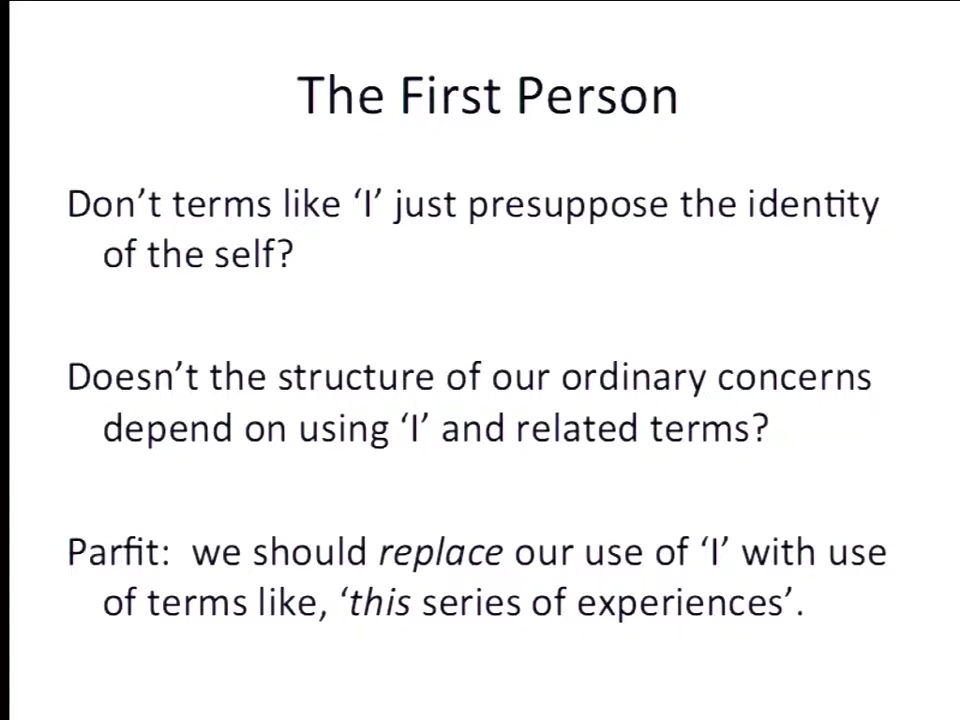 The First Person
Don’t terms like ‘I’ just presuppose the identity
of the self?
Doesn’t the structure of our ordinary concerns
depend on using ‘I’ and related terms?
Parfit:  we should replace our use of ‘I’ with use
of terms like, ‘this series of experiences’.